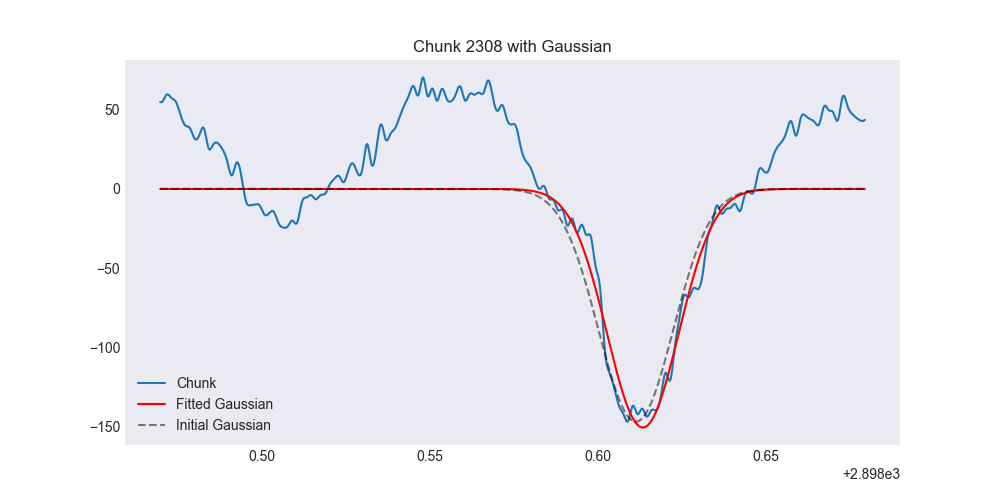 Chunk 2308 with Gaussian
50
0
−50
−100
−150
Chunk
Fitted Gaussian
Initial Gaussian
0.50 0.55 0.60 0.65
+2.898e3